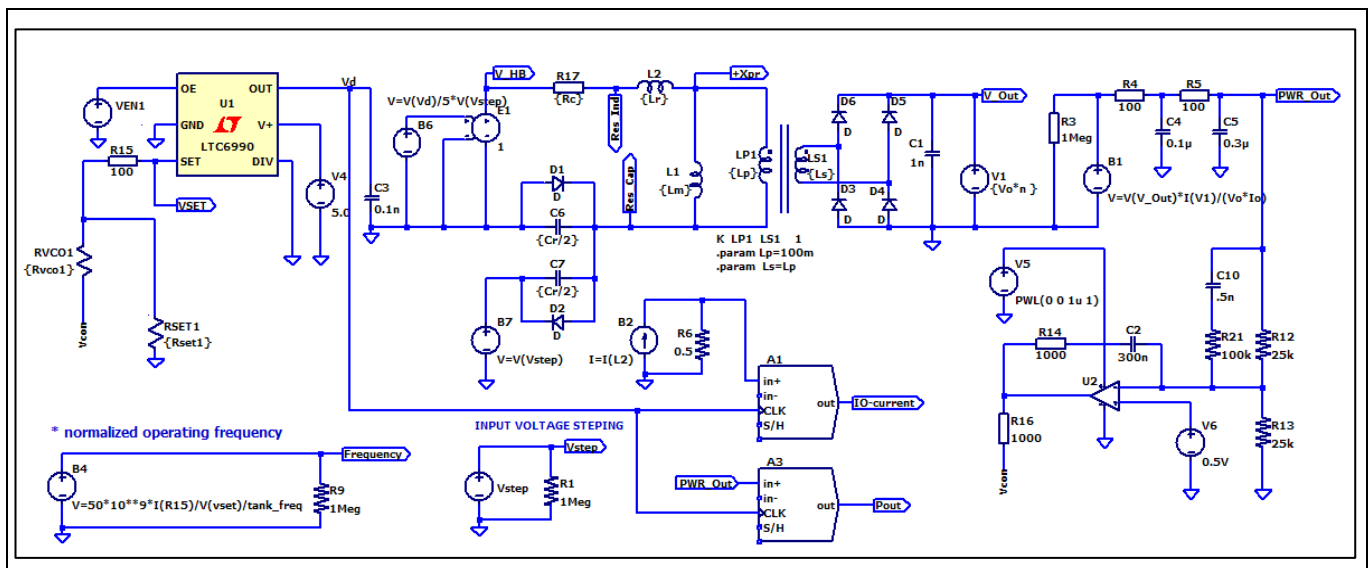 VEN1
OE
OUT
U1
GND
V+
LTC6990
SET
DIV
Vd
R15
100
VSET
V4
5.0
C3
0.1n
RVCO1
{Rvco1}
Vcon
RSET1
{Rset1}
V_HB
V=V(Vd)/5*V(Vstep)
B6
E1
1
R17
{Rc}
Res_Ind
L2
{Lr}
+Xpr
D1
D
C6
{Cr/2}
C7
{Cr/2}
D2
D
Res_Cap
L1
{Lm}
LP1
{Lp}
LS1
{Ls}
K LP1 LS1 1
.param Lp=100m
.param Ls=Lp
D6
D
D5
D
D3
D
D4
D
C1
1n
V_Out
V1
{Vo*n }
R3
1Meg
R4
100
R5
100
C4
0.1µ
C5
0.3µ
PWR_Out
B1
V=V(V_Out)*I(V1)/(Vo*Io)
B7
V=V(Vstep)
B2
I=I(L2)
R6
0.5
A1
in+
in-
CLK
S/H
out
IO-current
V5
PWL(0 0 1u 1)
R14
1000
C2
300n
C10
.5n
R21
100k
R12
25k
U2
R16
1000
Vcon
V6
0.5V
R13
25k
* normalized operating frequency
B4
V=50*10**9*I(R15)/V(vset)/tank_freq
Frequency
R9
1Meg
INPUT VOLTAGE STEPING
Vstep
Vstep
R1
1Meg
PWR_Out
A3
in+
in-
CLK
S/H
out
Pout